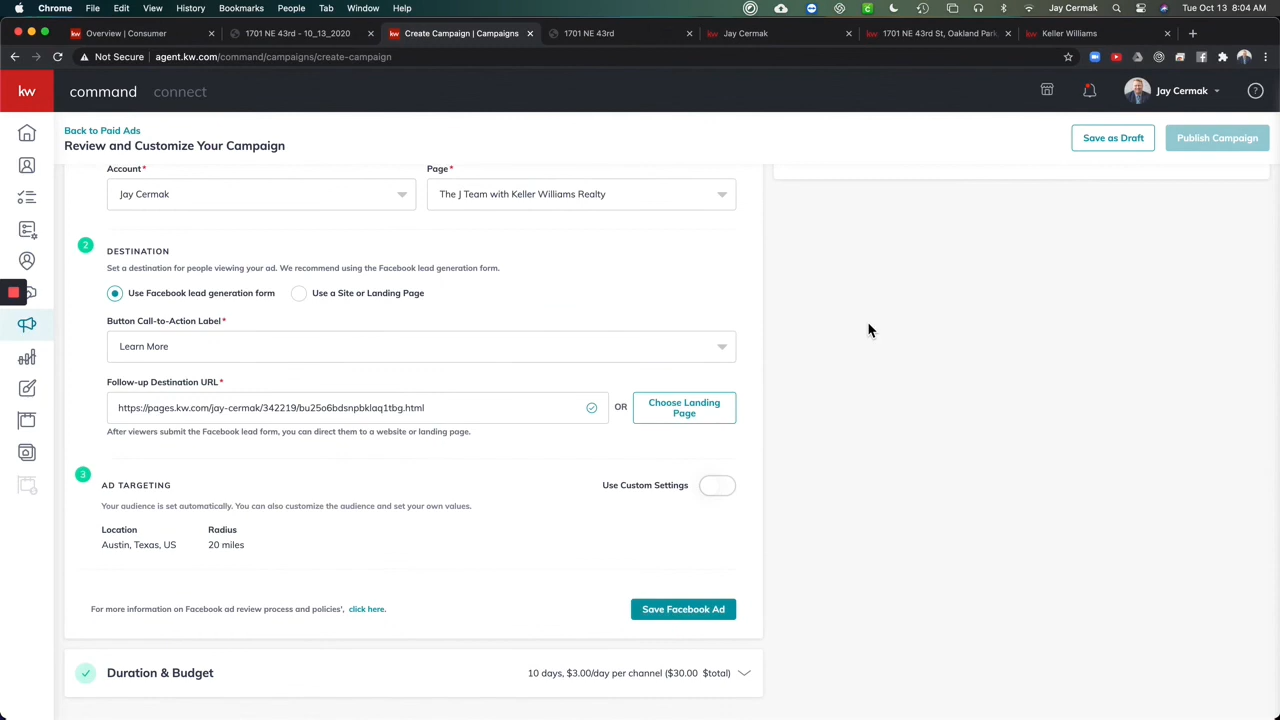 Chrome File Edit View History Bookmarks People Tab Window Help Jay Cermak Tue Oct 13 8:04 AM
kw Overview | Consumer 1701 NE 43rd - 10_13_2020 kw Create Campaign | Campaigns 1701 NE 43rd kw Jay Cermak kw 1701 NE 43rd St, Oakland Park, kw Keller Williams
Not Secure agent.kw.com/command/campaigns/create-campaign
kw command connect Jay Cermak
Back to Paid Ads
Review and Customize Your Campaign
Save as Draft Publish Campaign
Account* Page*
Jay Cermak The J Team with Keller Williams Realty
2 DESTINATION
Set a destination for people viewing your ad. We recommend using the Facebook lead generation form.
Use Facebook lead generation form Use a Site or Landing Page
Button Call-to-Action Label*
Learn More
Follow-up Destination URL*
https://pages.kw.com/jay-cermak/342219/bu25o6bdsnpbklaq1tbg.html OR Choose Landing
Page
After viewers submit the Facebook lead form, you can direct them to a website or landing page.
3 AD TARGETING Use Custom Settings
Your audience is set automatically. You can also customize the audience and set your own values.
Location Radius
Austin, Texas, US 20 miles
For more information on Facebook ad review process and policies', click here. Save Facebook Ad
Duration & Budget 10 days, $3.00/day per channel ($30.00 $total)